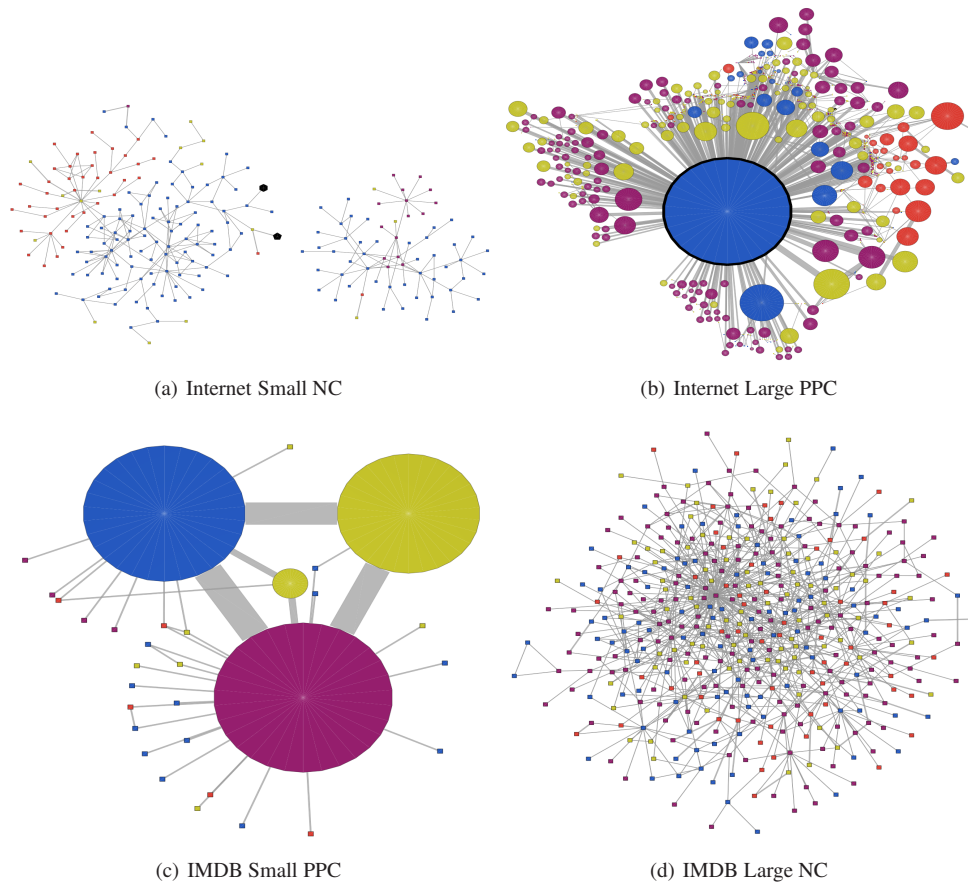 (a) Internet Small NC
(b) Internet Large PPC
(c) IMDB Small PPC
(d) IMDB Large NC